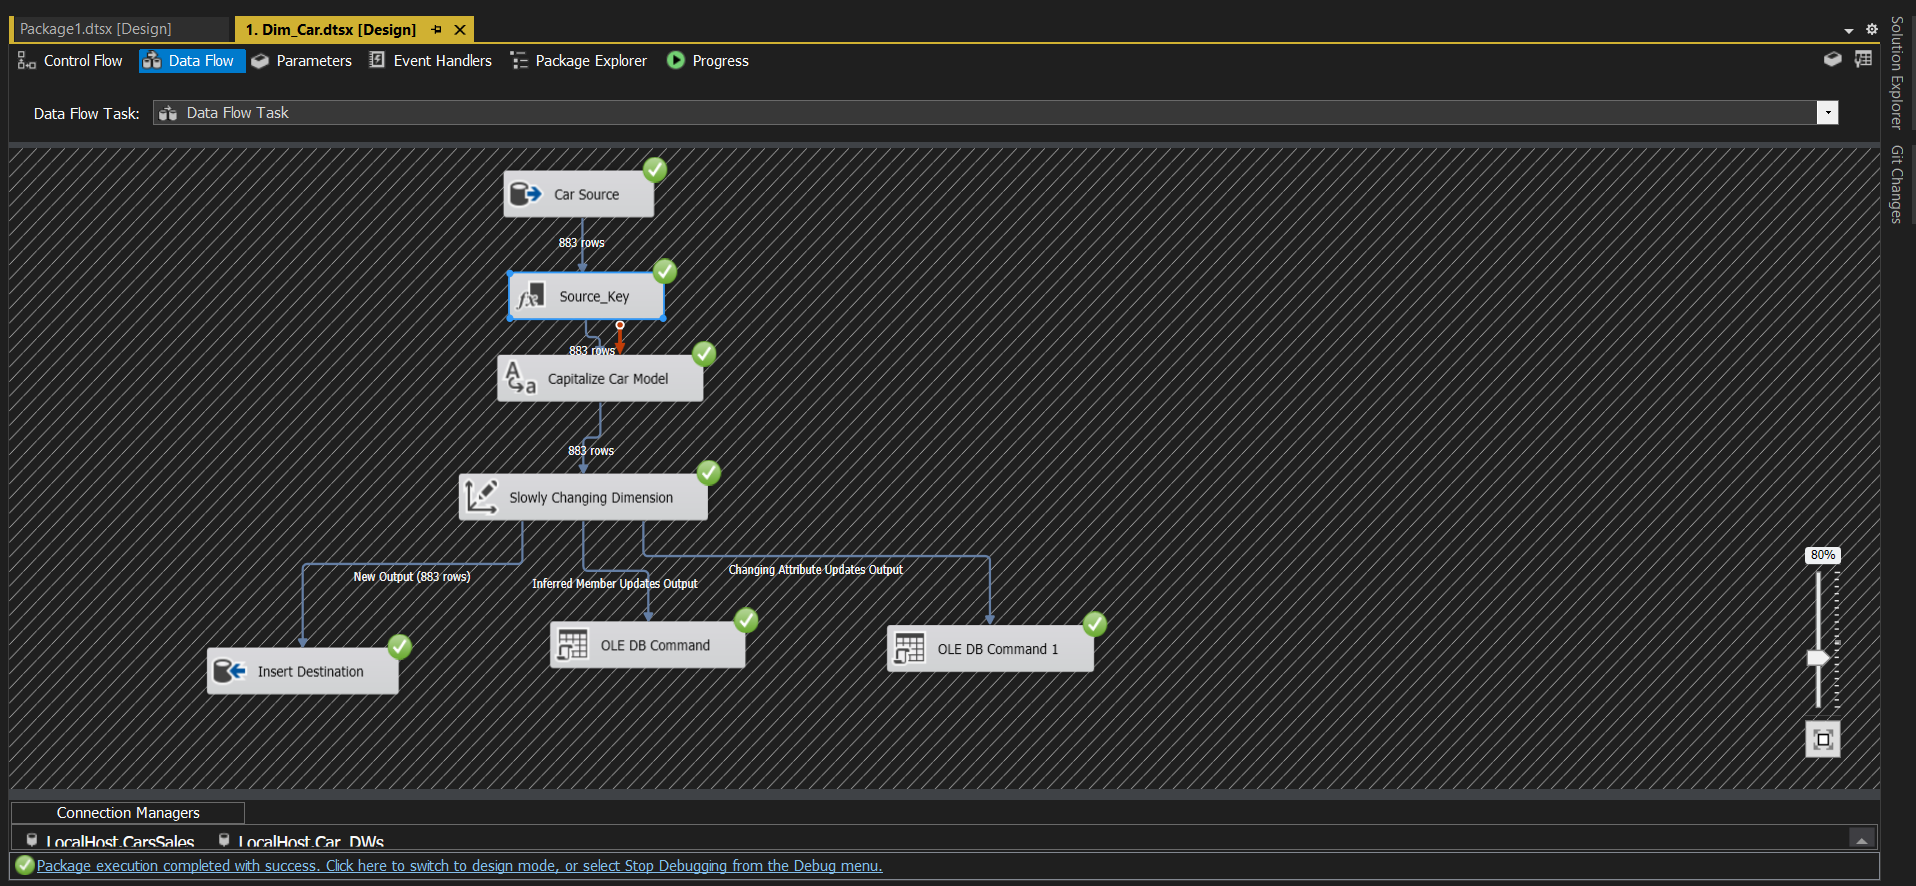 Package1.dtsx [Design]
1. Dim_Car.dtsx [Design]
Control Flow
Data Flow
Parameters
Event Handlers
Package Explorer
Progress
Solution Explorer
Git Changes
Data Flow Task:
Data Flow Task
Car Source
883 rows
Source_Key
883 rows
Capitalize Car Model
883 rows
Slowly Changing Dimension
New Output (883 rows)
Inferred Member Updates Output
Changing Attribute Updates Output
80%
Insert Destination
OLE DB Command
OLE DB Command 1
Connection Managers
LocalHost.CarsSales
LocalHost.Car_DWs
Package execution completed with success. Click here to switch to design mode, or select Stop Debugging from the Debug menu.